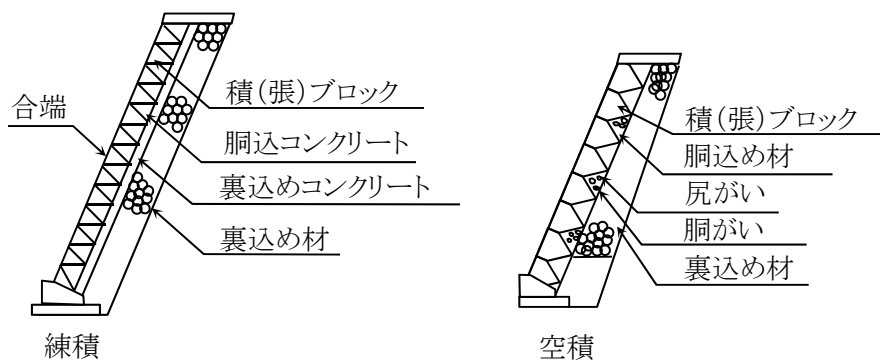 合端
積(張)ブロック
胴込コンクリート
裏込めコンクリート
裏込め材
練積
積(張)ブロック
胴込め材
尻がい
胴がい
裏込め材
空積